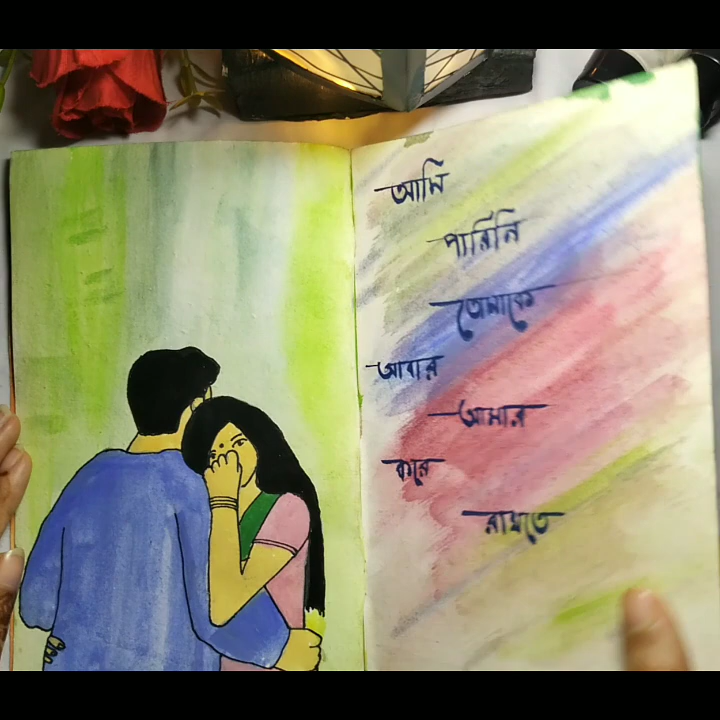 আমি
পারিনি
তোমাকে
আবার
আমার
করে
রাখতে